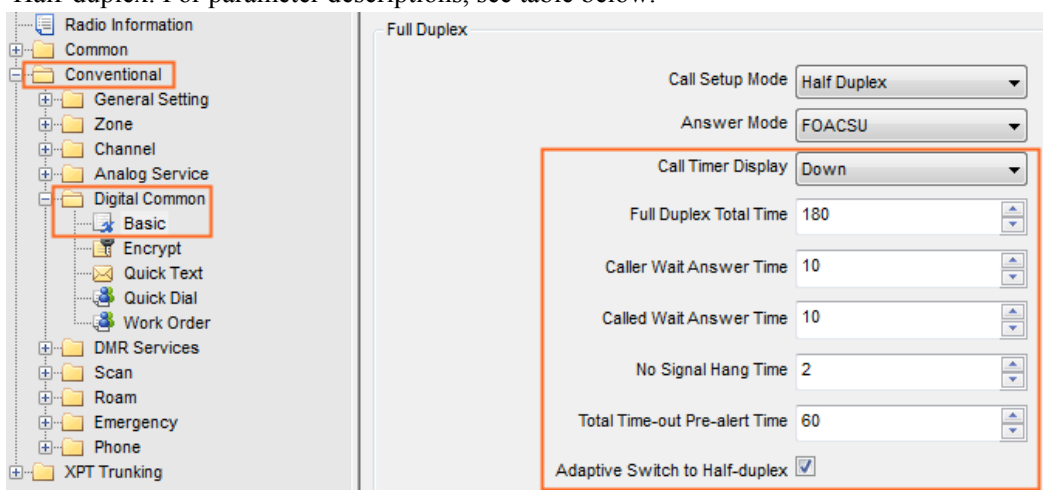 Half-duplex. For parameter descriptions, see table below.
Radio Information
Common
Conventional
General Setting
Zone
Channel
Analog Service
Digital Common
Basic
Encrypt
Quick Text
Quick Dial
Work Order
DMR Services
Scan
Roam
Emergency
Phone
XPT Trunking
Full Duplex
Call Setup Mode Half Duplex
Answer Mode FOACSU
Call Timer Display Down
Full Duplex Total Time 180
Caller Wait Answer Time 10
Called Wait Answer Time 10
No Signal Hang Time 2
Total Time-out Pre-alert Time 60
Adaptive Switch to Half-duplex